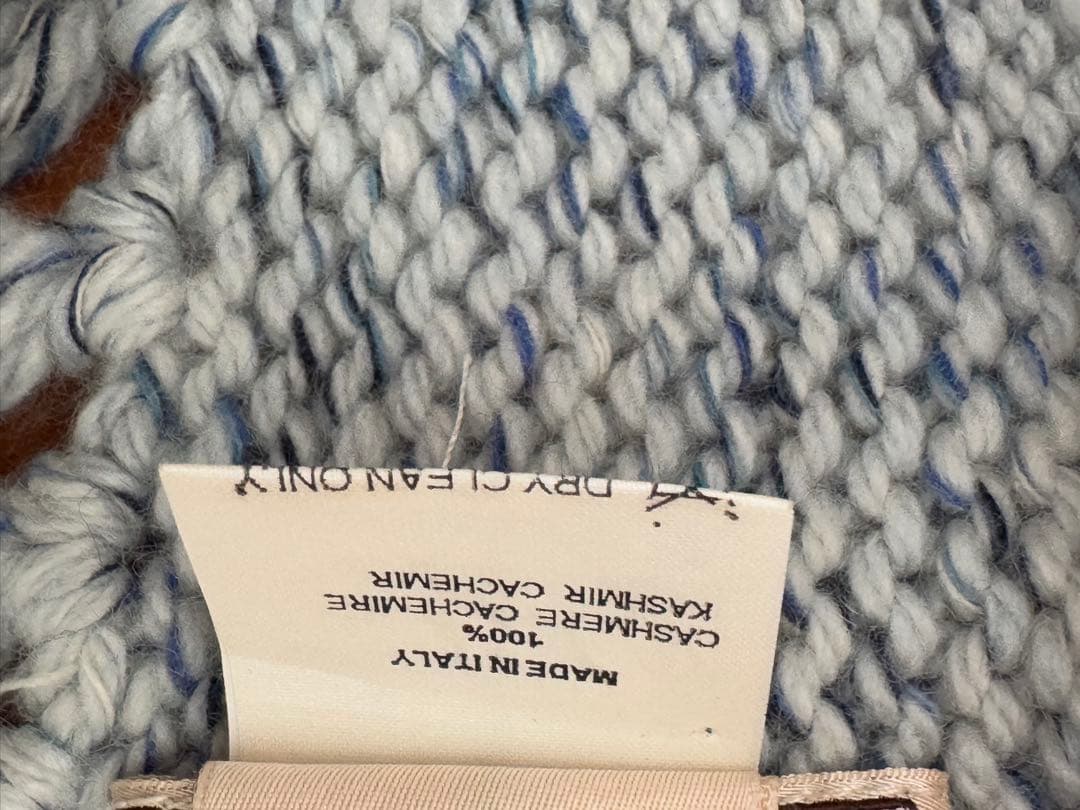 MADE IN ITALY
100%
CASHMERE CACHEMIRE
KASHMIR CACHEMIR
DRY CLEAN ONLY